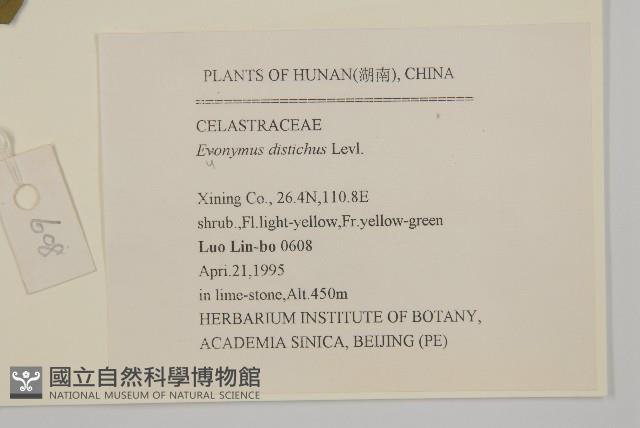 PLANTS OF HUNAN(湖南), CHINA
CELASTRACEAE
Evonymus distichus Levl.
u
Xining Co., 26.4N,110.8E
shrub.,Fl.light-yellow,Fr.yellow-green
Luo Lin-bo 0608
Apri.21,1995
in lime-stone,Alt.450m
HERBARIUM INSTITUTE OF BOTANY,
ACADEMIA SINICA, BEIJING (PE)
608
國立自然科學博物館
NATIONAL MUSEUM OF NATURAL SCIENCE